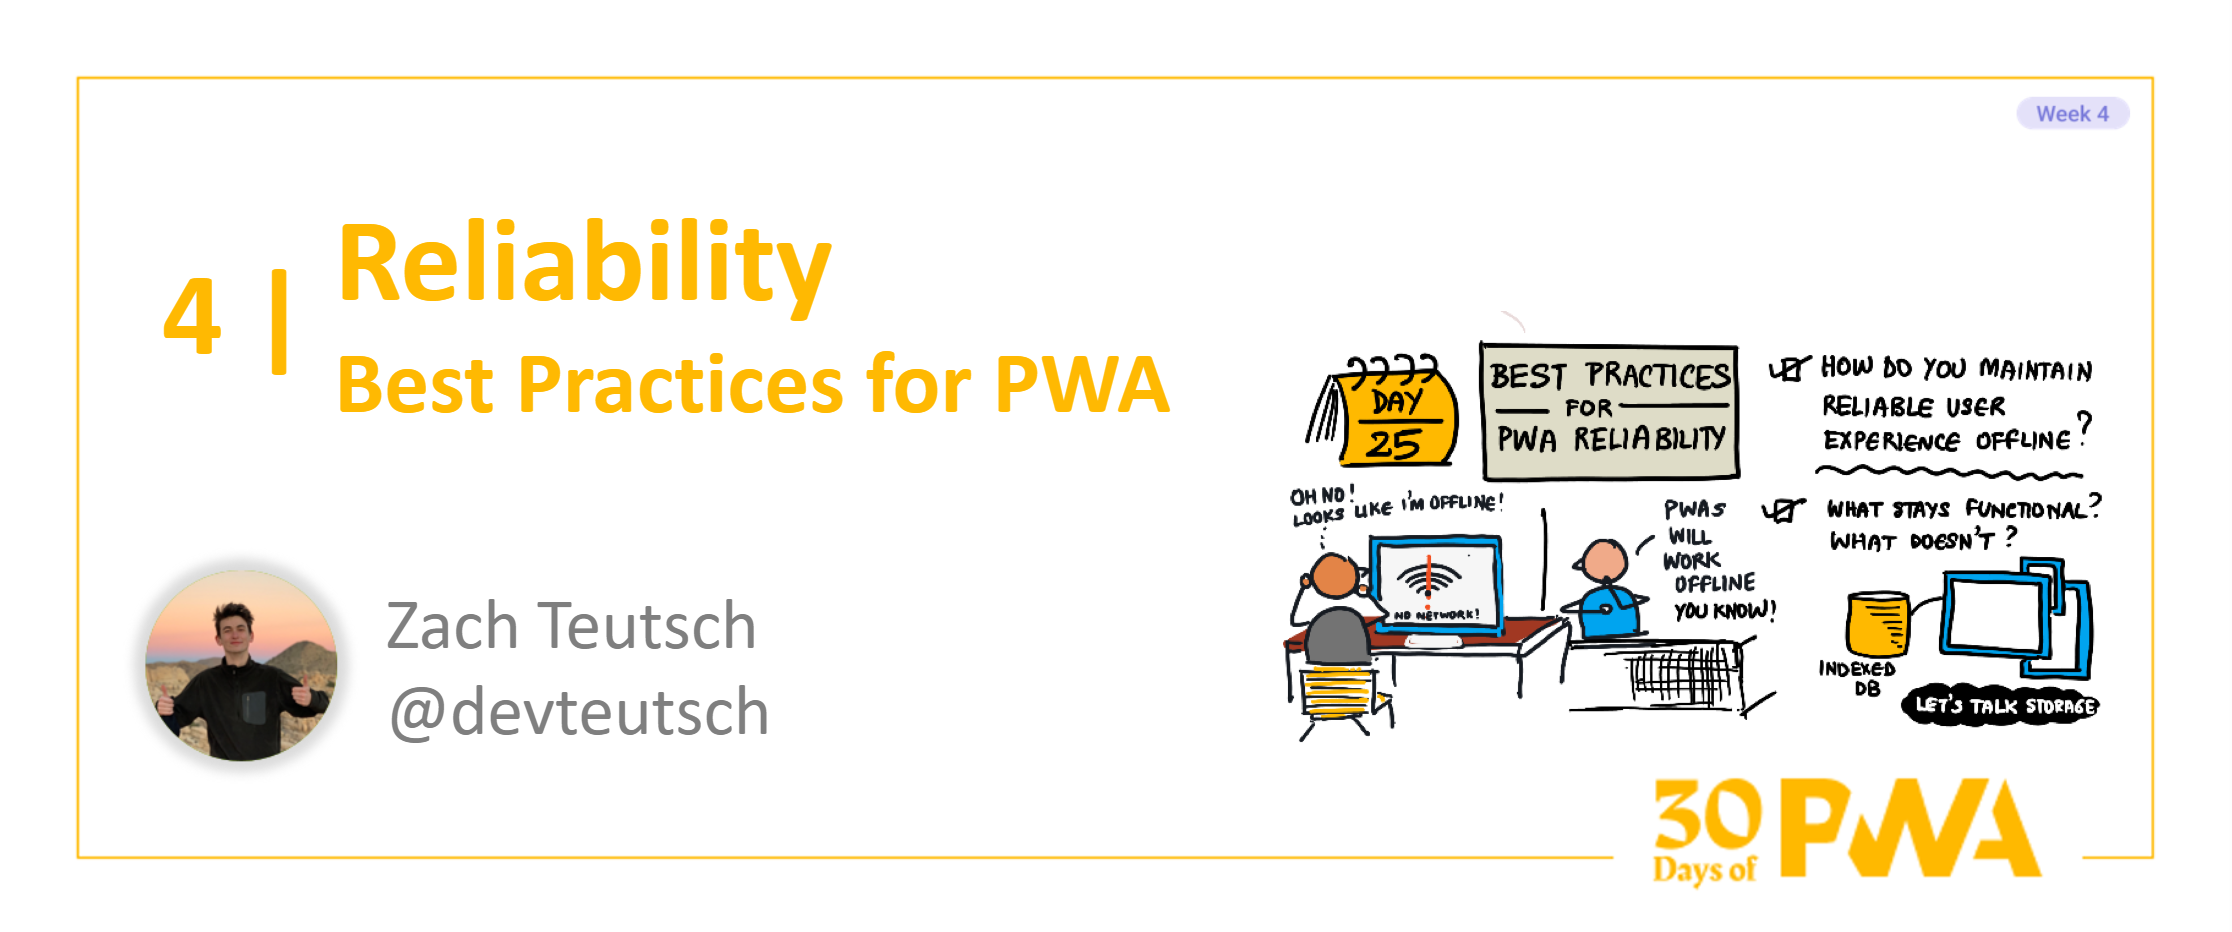 Week 4
4 |
Reliability
Best Practices for PWA
Zach Teutsch
@devteutsch
DAY
25
BEST PRACTICES
FOR
PWA RELIABILITY
HOW DO YOU MAINTAIN
RELIABLE USER
EXPERIENCE OFFLINE?
OH NO!
LOOKS LIKE I'M OFFLINE!
NO NETWORK!
PWAS
WILL
WORK
OFFLINE
YOU KNOW!
WHAT STAYS FUNCTIONAL?
WHAT DOESN'T?
INDEXED
DB
LET'S TALK STORAGE
30
Days of
PWA